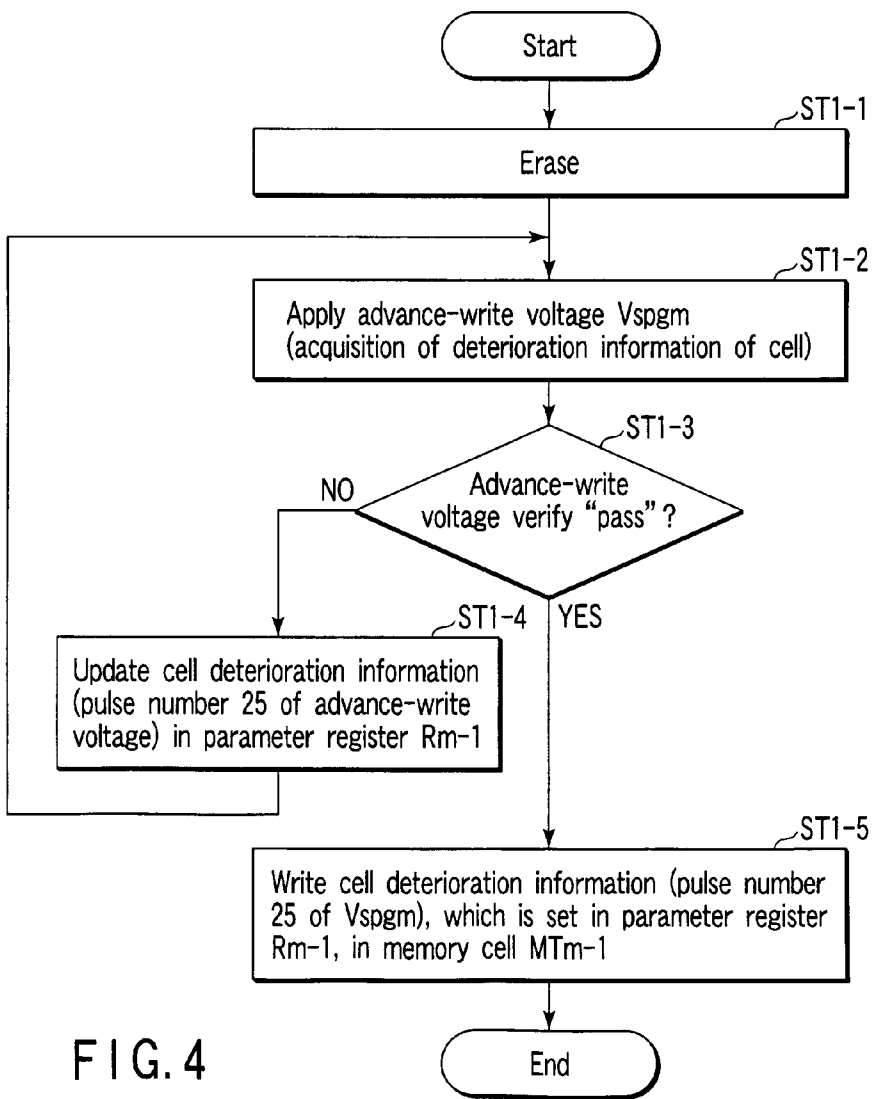 Start
ST1-1
Erase
ST1-2
Apply advance-write voltage Vspgm
(acquisition of deterioration information of cell)
ST1-3
Advance-write
voltage verify “pass”?
NO
YES
ST1-4
Update cell deterioration information
(pulse number 25 of advance-write
voltage) in parameter register Rm-1
ST1-5
Write cell deterioration information (pulse number
25 of Vspgm), which is set in parameter register
Rm-1, in memory cell MTm-1
End
FIG. 4